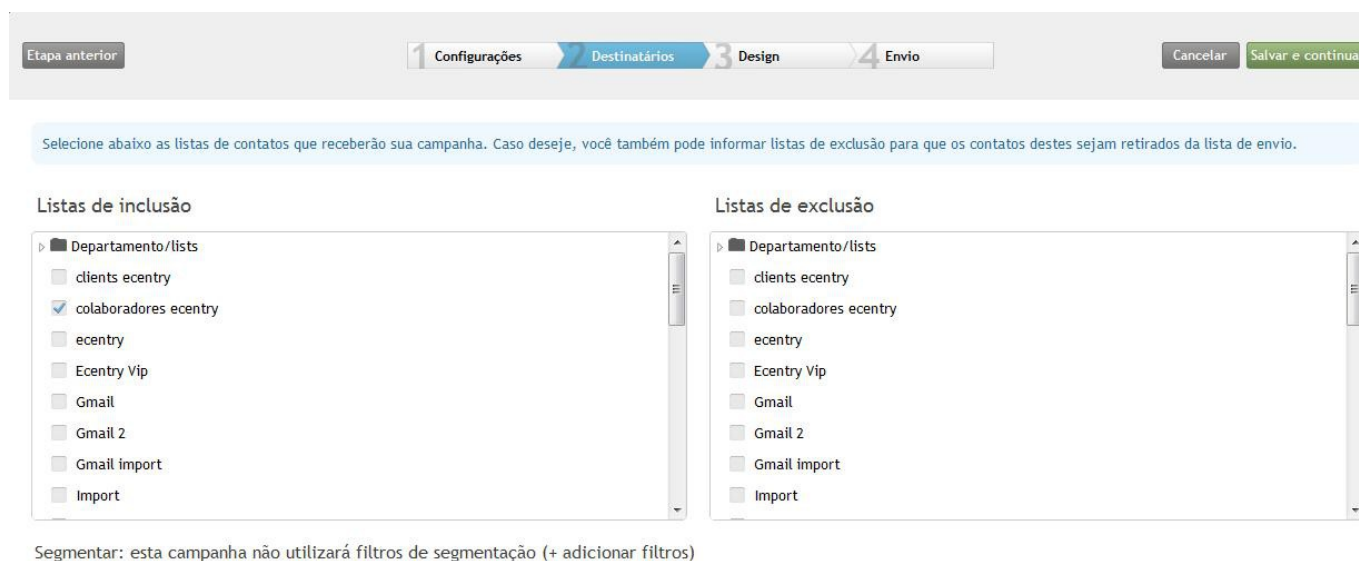 Etapa anterior
1 Configurações
2 Destinatários
3 Design
4 Envio
Cancelar
Salvar e continua
Selecione abaixo as listas de contatos que receberão sua campanha. Caso deseje, você também pode informar listas de exclusão para que os contatos destes sejam retirados da lista de envio.
Listas de inclusão
Departamento/lists
clients ecentry
colaboradores ecentry
ecentry
Ecentry Vip
Gmail
Gmail 2
Gmail import
Import
Listas de exclusão
Departamento/lists
clients ecentry
colaboradores ecentry
ecentry
Ecentry Vip
Gmail
Gmail 2
Gmail import
Import
Segmentar: esta campanha não utilizará filtros de segmentação (+ adicionar filtros)